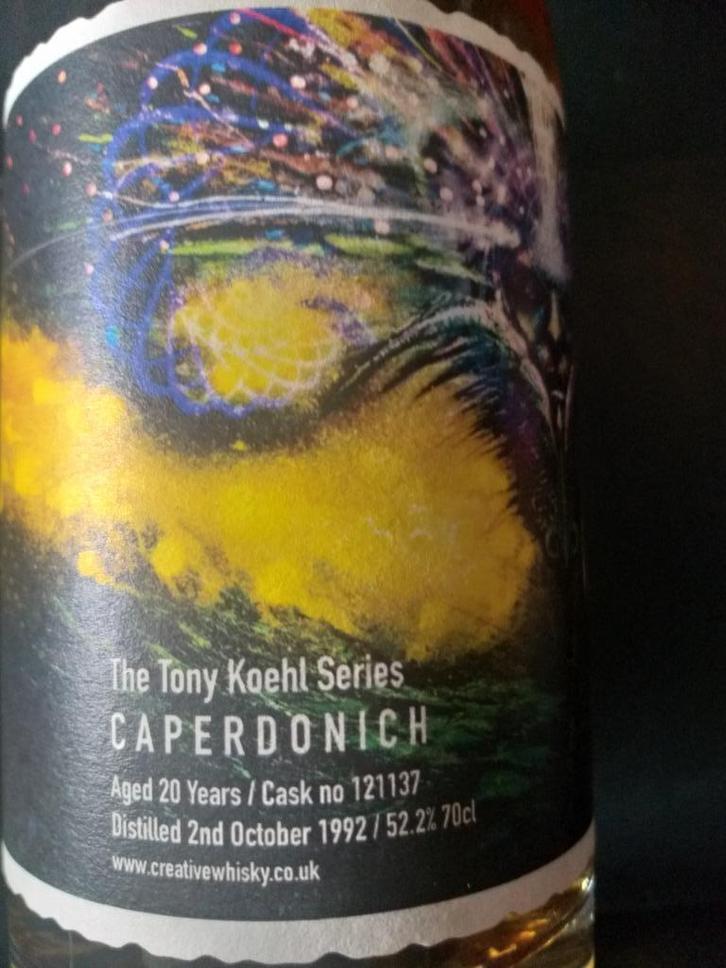 The Tony Koehl Series
CAPERDONICH
Aged 20 Years / Cask no 121137
Distilled 2nd October 1992 / 52.2% 70cl
www.creativewhisky.co.uk